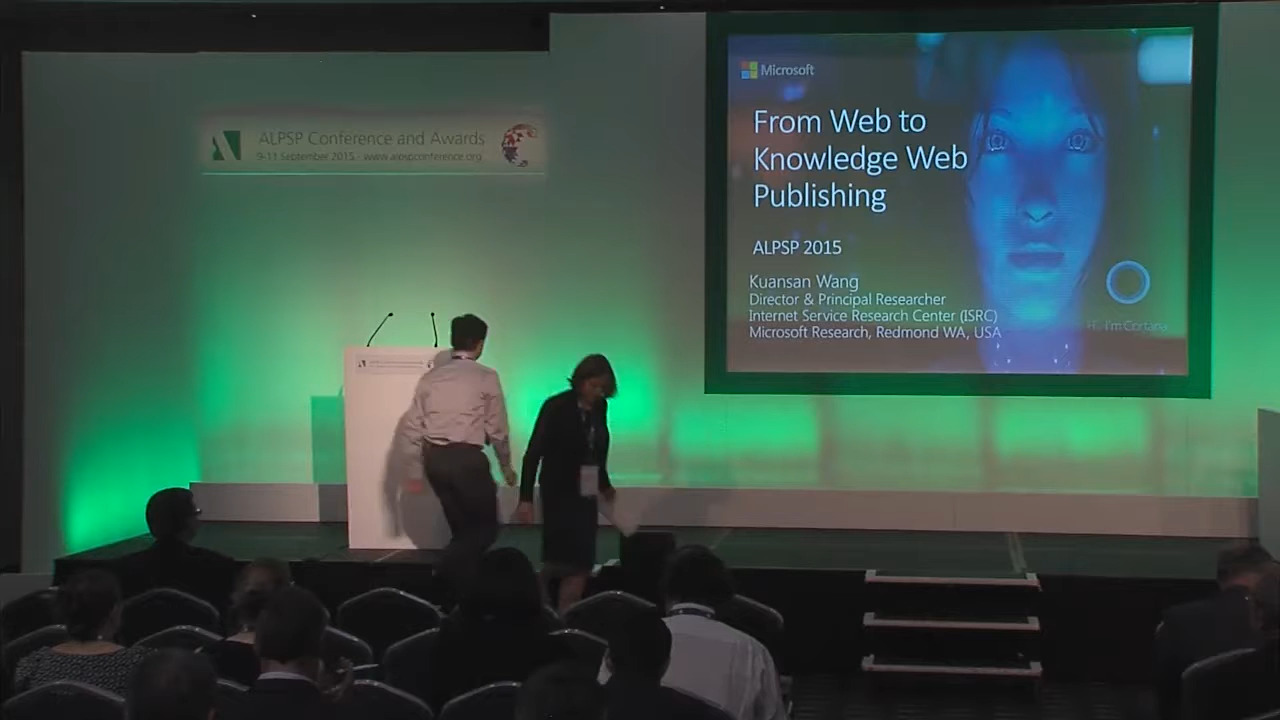 ALPSP Conference and Awards
9-11 September 2015 - www.alpspconference.org
Microsoft
From Web to
Knowledge Web
Publishing
ALPSP 2015
Kuansan Wang
Director & Principal Researcher
Internet Service Research Center (ISRC)
Microsoft Research, Redmond WA, USA
Hi. I'm Cortana